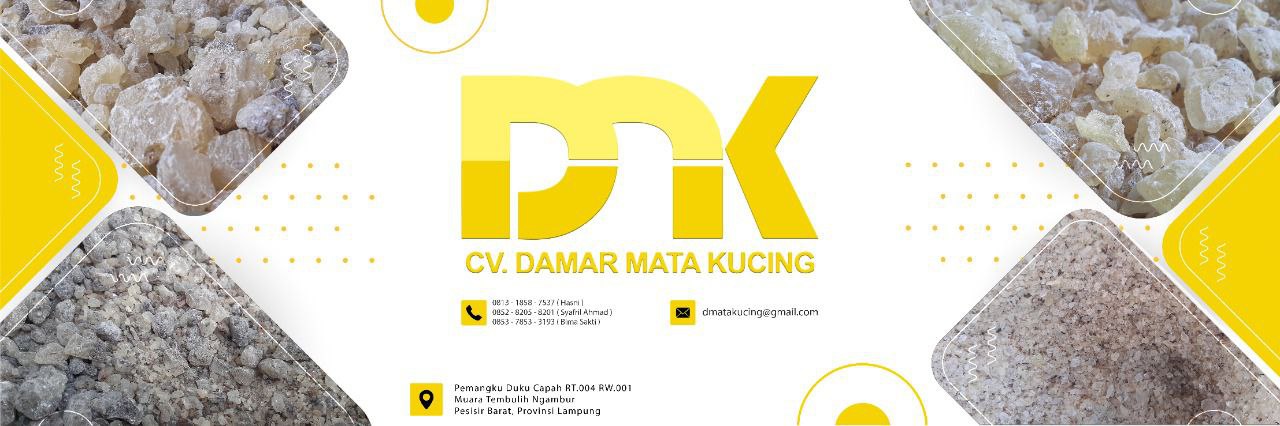 DMK
CV. DAMAR MATA KUCING
0813 - 1858 - 7537 ( Hasni )
0852 - 8205 - 8201 ( Syafril Ahmad )
0853 - 7853 - 3193 ( Bima Sakti )
dmatakucing@gmail.com
Pemangku Duku Capah RT.004 RW.001
Muara Tembulih Ngambur
Pesisir Barat, Provinsi Lampung